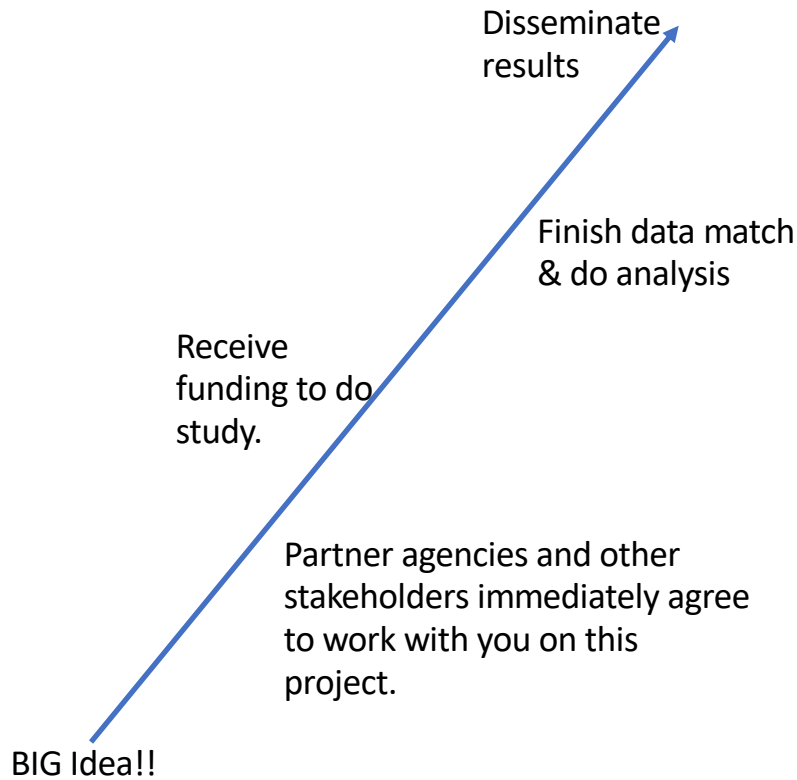 Disseminate
results
Finish data match
& do analysis
Receive
funding to do
study.
Partner agencies and other
stakeholders immediately agree
to work with you on this
project.
BIG Idea!!